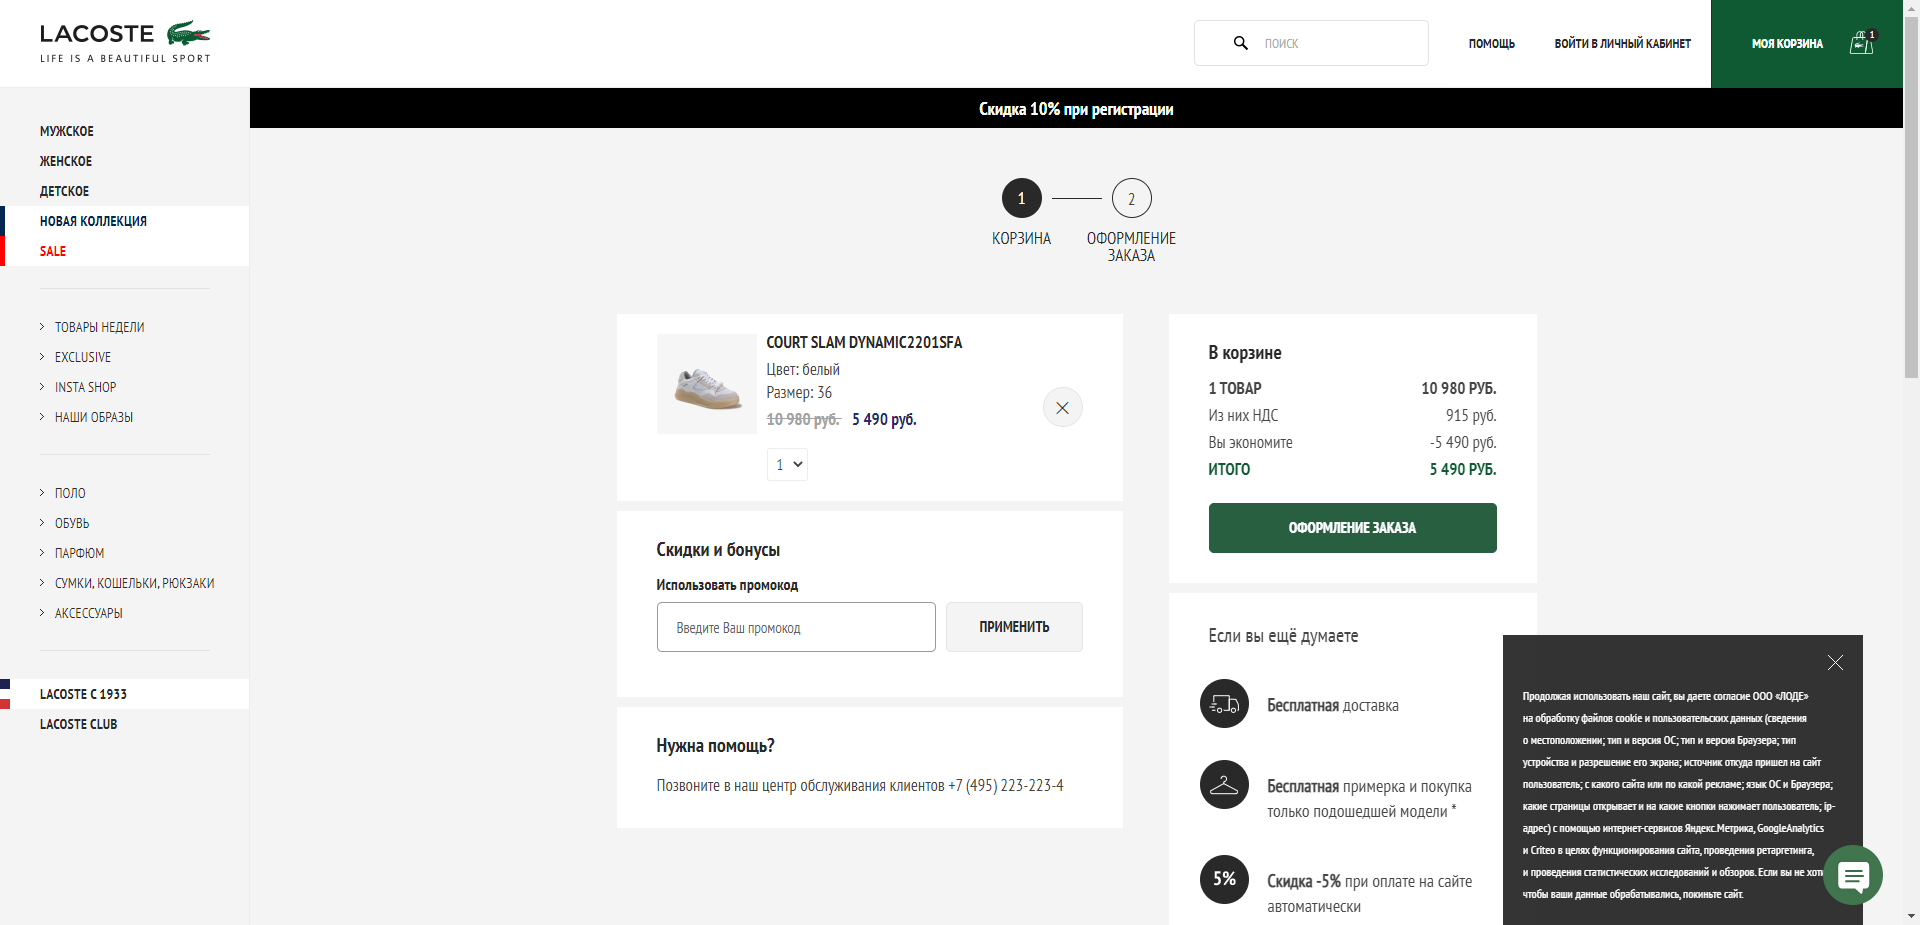 LACOSTE
LIFE IS A BEAUTIFUL SPORT
ПОИСК
ПОМОЩЬ
ВОЙТИ В ЛИЧНЫЙ КАБИНЕТ
МОЯ КОРЗИНА
1
Скидка 10% при регистрации
МУЖСКОЕ
ЖЕНСКОЕ
ДЕТСКОЕ
НОВАЯ КОЛЛЕКЦИЯ
SALE
ТОВАРЫ НЕДЕЛИ
EXCLUSIVE
INSTA SHOP
НАШИ ОБРАЗЫ
ПОЛО
ОБУВЬ
ПАРФЮМ
СУМКИ, КОШЕЛЬКИ, РЮКЗАКИ
АКСЕССУАРЫ
LACOSTE С 1933
LACOSTE CLUB
1
2
КОРЗИНА
ОФОРМЛЕНИЕ
ЗАКАЗА
COURT SLAM DYNAMIC2201SFA
Цвет: белый
Размер: 36
10 980 руб. 5 490 руб.
1
Скидки и бонусы
Использовать промокод
Введите Ваш промокод
ПРИМЕНИТЬ
Нужна помощь?
Позвоните в наш центр обслуживания клиентов +7 (495) 223-223-4
В корзине
1 ТОВАР 10 980 РУБ.
Из них НДС 915 руб.
Вы экономите -5 490 руб.
ИТОГО 5 490 РУБ.
ОФОРМЛЕНИЕ ЗАКАЗА
Если вы ещё думаете
Бесплатная доставка
Бесплатная примерка и покупка
только подошедшей модели *
5%
Скидка -5% при оплате на сайте
автоматически
Продолжая использовать наш сайт, вы даете согласие ООО «ЛОДЕ»
на обработку файлов cookie и пользовательских данных (сведения
о местоположении; тип и версия ОС; тип и версия Браузера; тип
устройства и разрешение его экрана; источник откуда пришел на сайт
пользователь; с какого сайта или по какой рекламе; язык ОС и Браузера;
какие страницы открывает и на какие кнопки нажимает пользователь; ip-
адрес) с помощью интернет-сервисов Яндекс.Метрика, GoogleAnalytics
и Criteo в целях функционирования сайта, проведения ретаргетинга,
и проведения статистических исследований и обзоров. Если вы не
чтобы ваши данные обрабатывались, покиньте сайт.